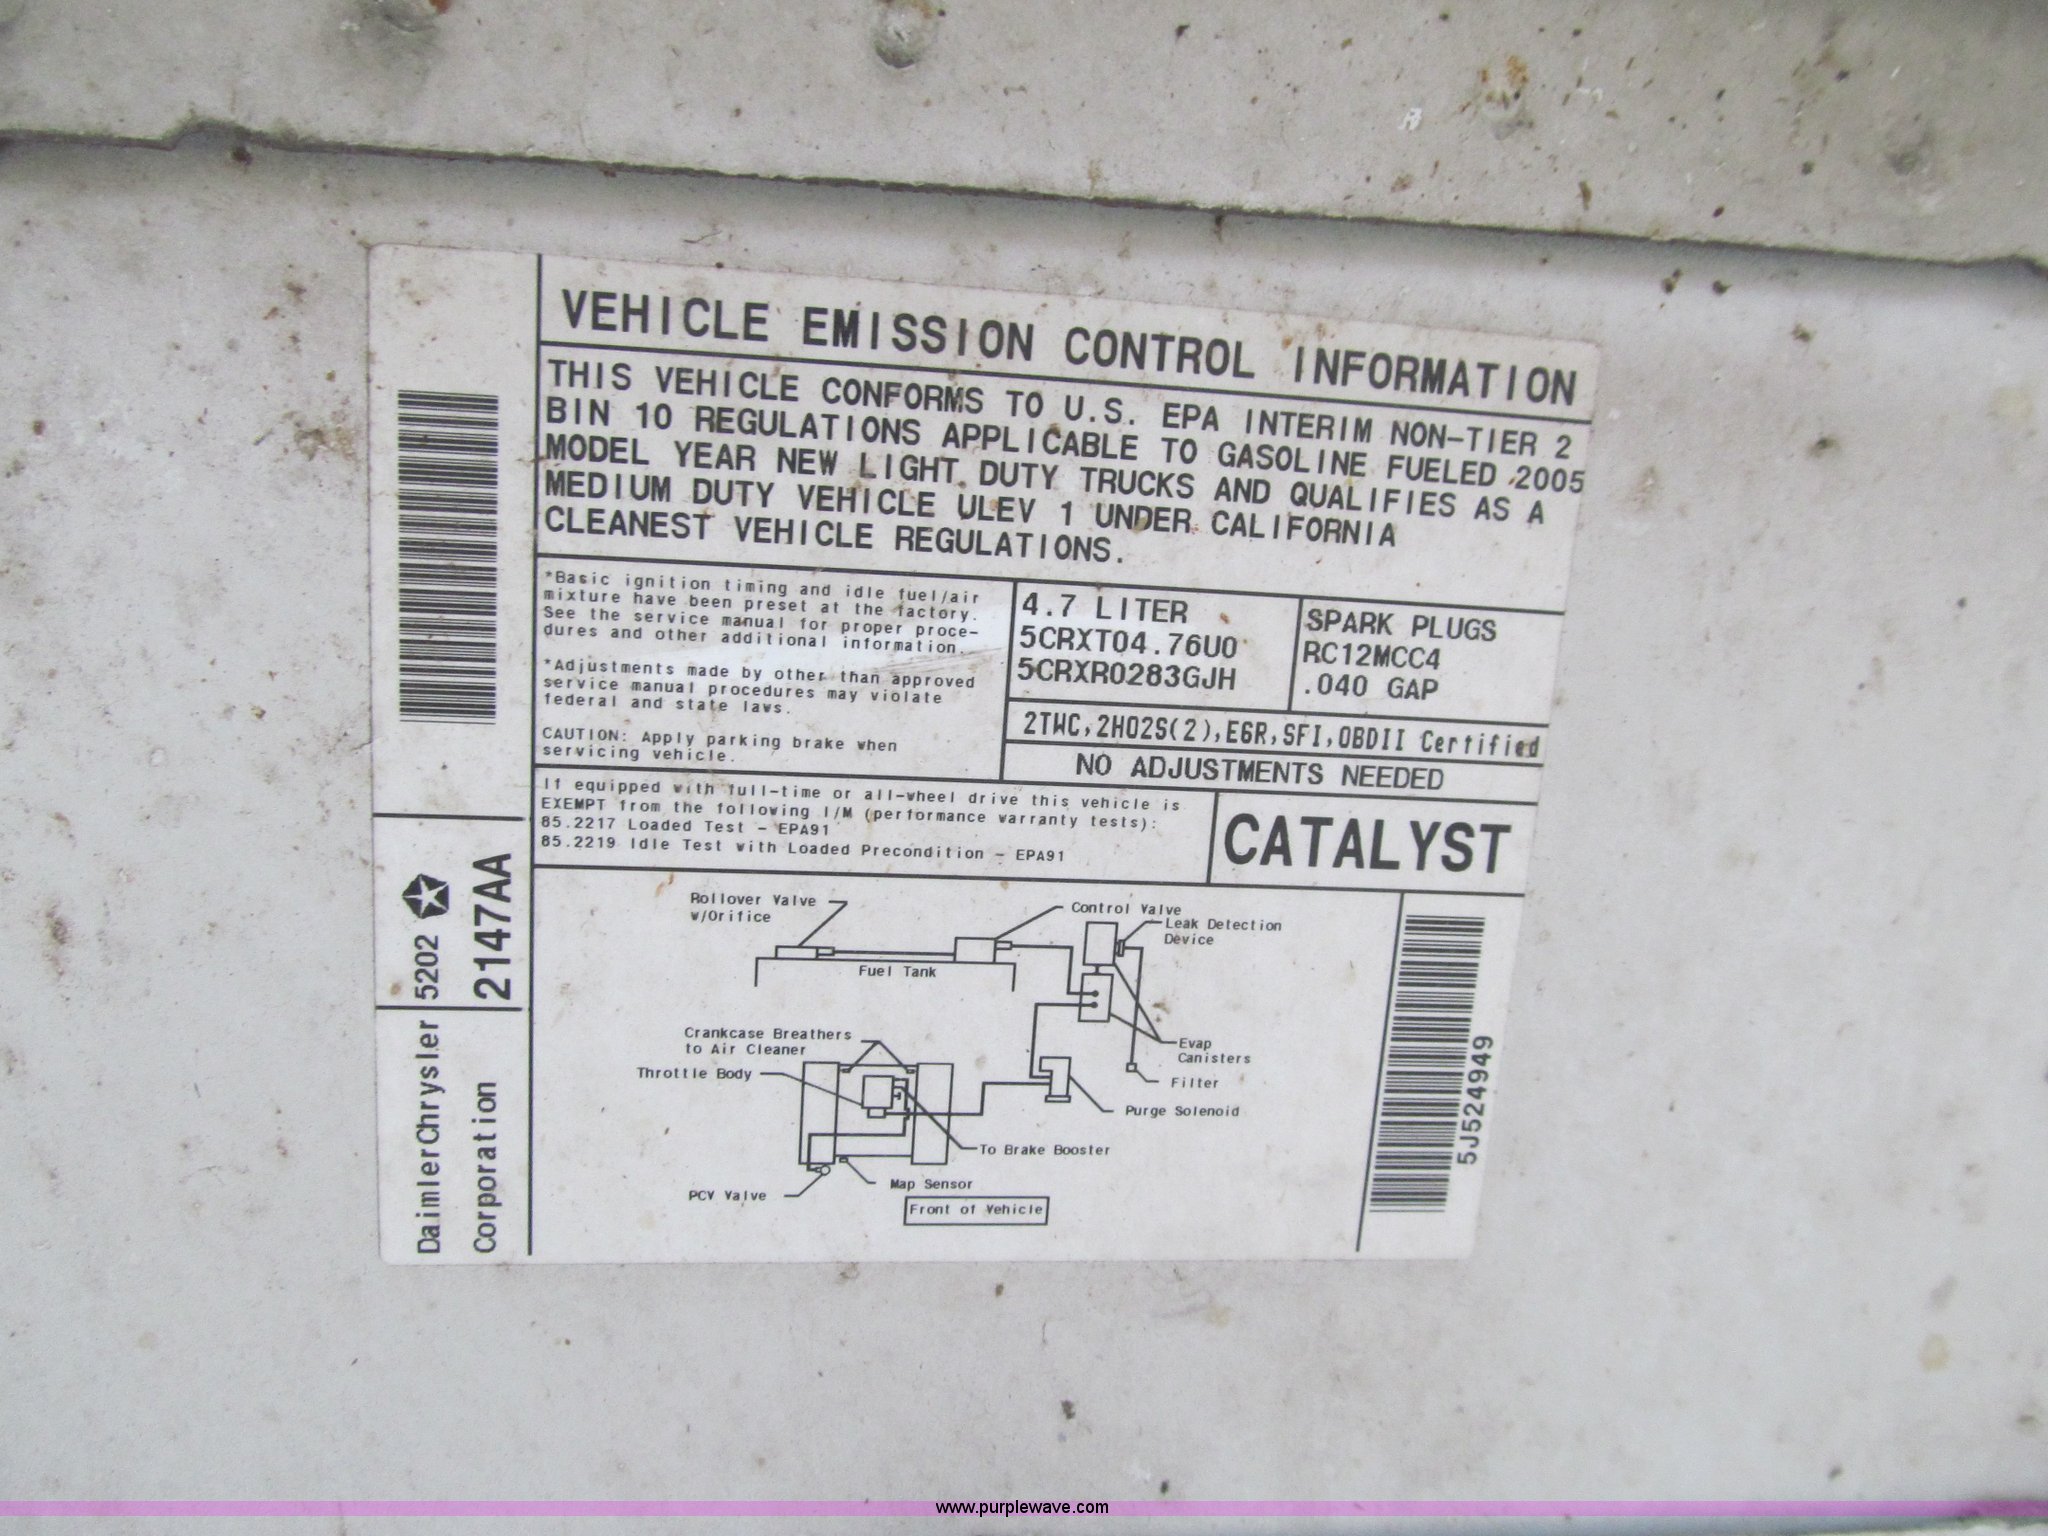 VEHICLE EMISSION CONTROL INFORMATION
THIS VEHICLE CONFORMS TO U.S. EPA INTERIM NON-TIER 2
BIN 10 REGULATIONS APPLICABLE TO GASOLINE FUELED 2005
MODEL YEAR NEW LIGHT DUTY TRUCKS AND QUALIFIES AS A
MEDIUM DUTY VEHICLE ULEV 1 UNDER CALIFORNIA
CLEANEST VEHICLE REGULATIONS.
*Basic ignition timing and idle fuel/air
mixture have been preset at the factory.
See the service manual for proper proce-
dures and other additional information.
*Adjustments made by other than approved
service manual procedures may violate
federal and state laws.
CAUTION: Apply parking brake when
servicing vehicle.
4.7 LITER
5CRXT04.76U0
5CRXR0283GJH
SPARK PLUGS
RC12MCC4
.040 GAP
2TWC,2HO2S(2),EGR,SFI,OBDII Certified
NO ADJUSTMENTS NEEDED
If equipped with full-time or all-wheel drive this vehicle is
EXEMPT from the following I/M (performance warranty tests):
85.2217 Loaded Test - EPA91
85.2219 Idle Test with Loaded Precondition - EPA91
CATALYST
Rollover Valve
w/Orifice
Control Valve
Leak Detection
Device
Fuel Tank
Crankcase Breathers
to Air Cleaner
Throttle Body
Evap
Canisters
Filter
Purge Solenoid
To Brake Booster
Map Sensor
PCV Valve
Front of Vehicle
DaimlerChrysler
Corporation
5202
2147AA
5J524949
www.purplewave.com